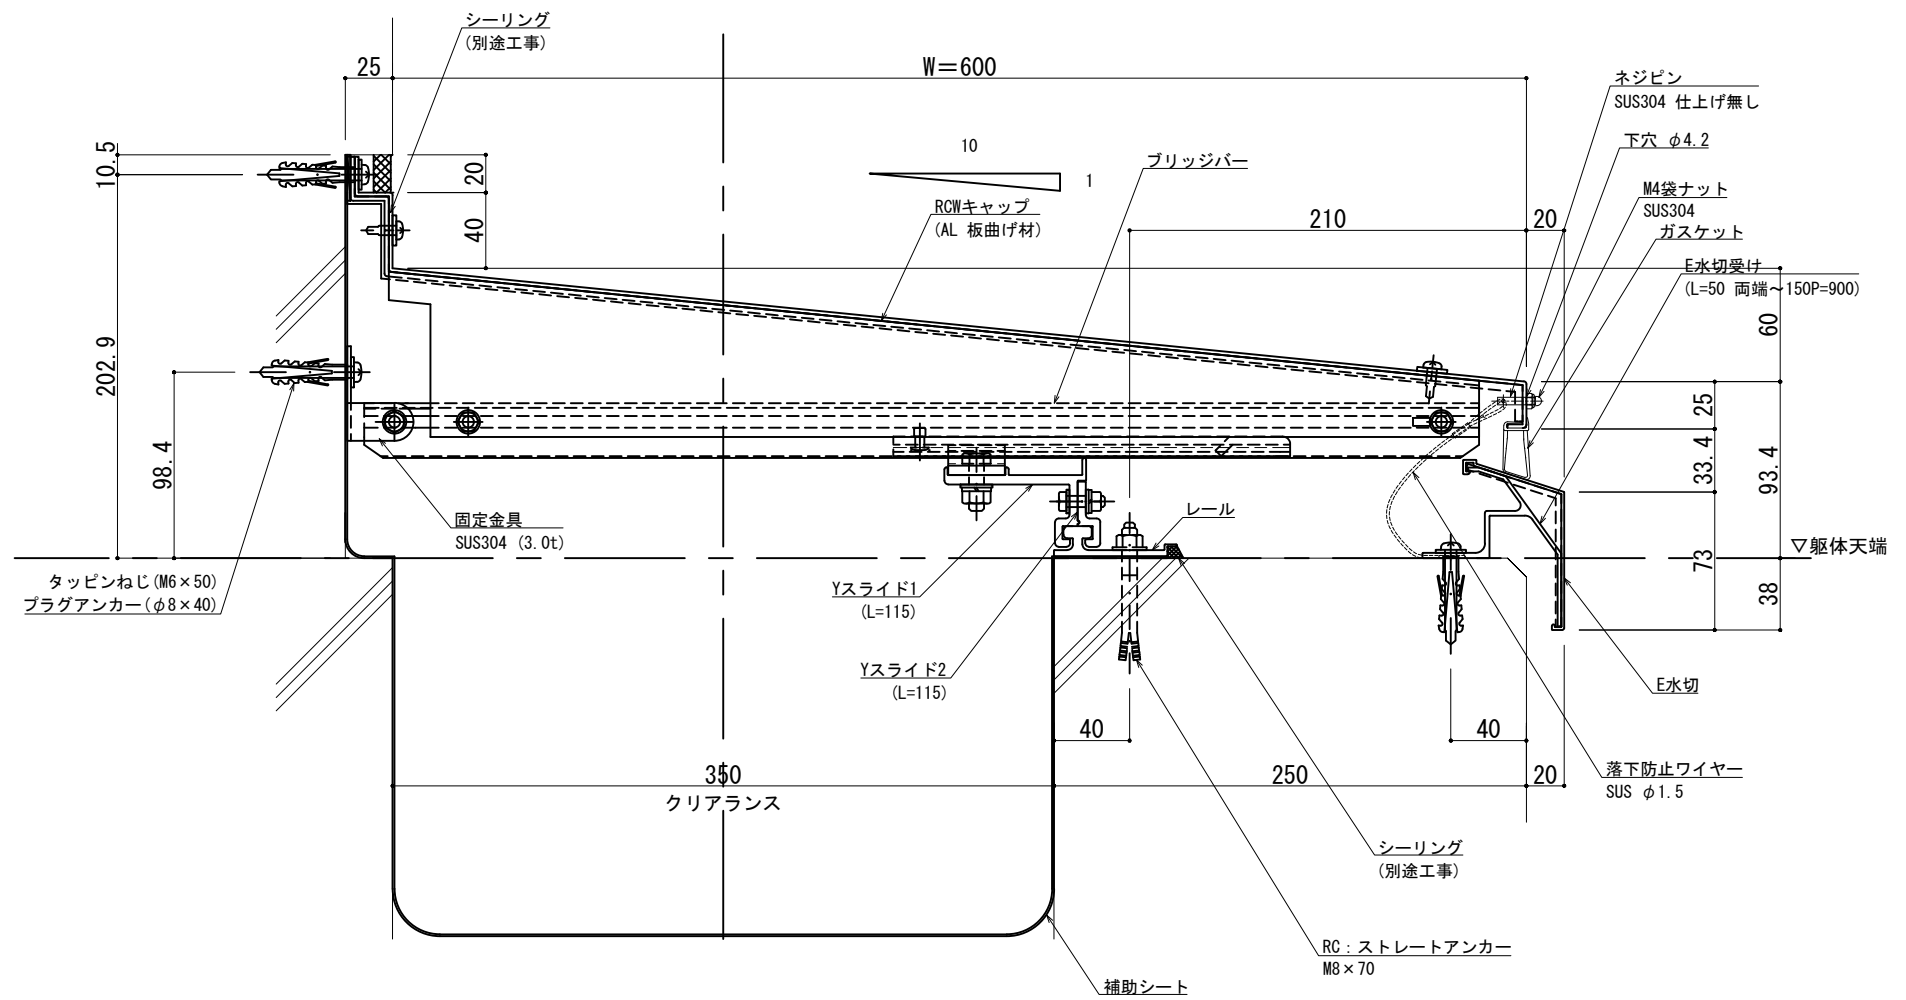 シーリング
(別途工事)
25
W=600
ネジピン
SUS304 仕上げ無し
下穴 φ4.2
10
1
ブリッジバー
10.5
20
M4袋ナット
SUS304
RCWキャップ
(AL 板曲げ材)
210
20
ガスケット
40
E水切受け
(L=50 両端～150P=900)
60
202.9
25
98.4
33.4
93.4
固定金具
SUS304 (3.0t)
レール
▽躯体天端
73
38
タッピンねじ(M6×50)
プラグアンカー(φ8×40)
Yスライド1
(L=115)
Yスライド2
(L=115)
E水切
40
40
350
クリアランス
250
20
落下防止ワイヤー
SUS φ1.5
シーリング
(別途工事)
RC：ストレートアンカー
M8×70
補助シート